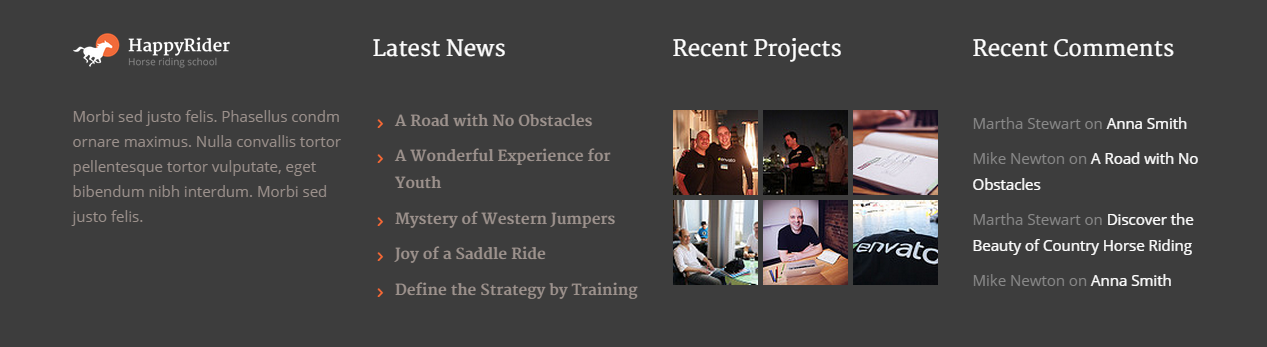 HappyRider
Horse riding school
Morbi sed justo felis. Phasellus condm
ornare maximus. Nulla convallis tortor
pellentesque tortor vulputate, eget
bibendum nibh interdum. Morbi sed
justo felis.
Latest News
A Road with No Obstacles
A Wonderful Experience for
Youth
Mystery of Western Jumpers
Joy of a Saddle Ride
Define the Strategy by Training
Recent Projects
envato
Recent Comments
Martha Stewart on Anna Smith
Mike Newton on A Road with No
Obstacles
Martha Stewart on Discover the
Beauty of Country Horse Riding
Mike Newton on Anna Smith